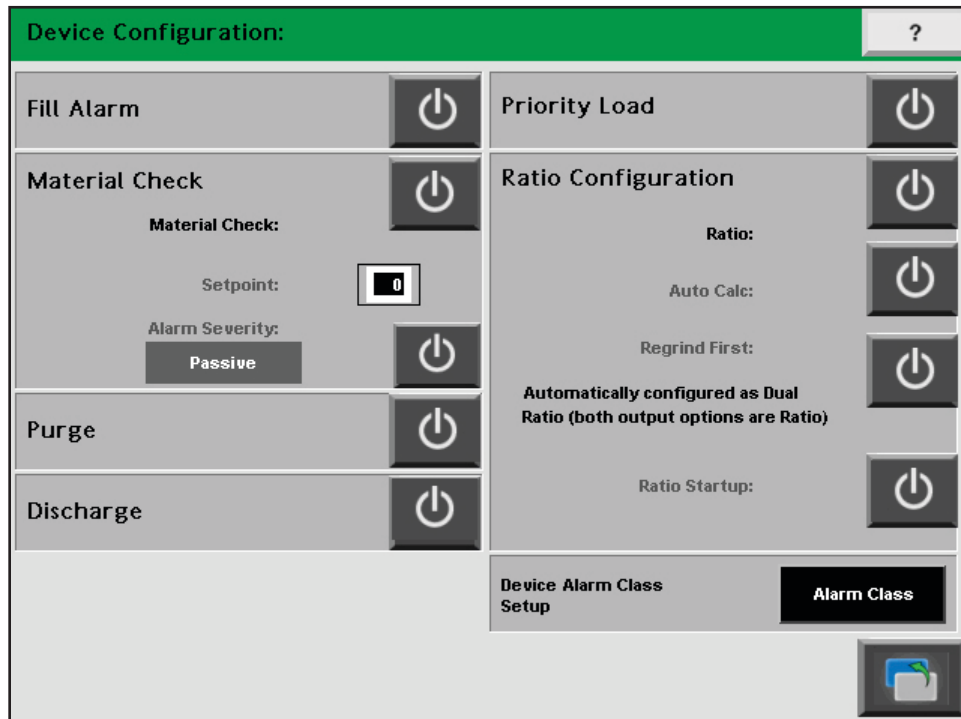 Device Configuration:
?
Fill Alarm
Material Check
Material Check:
Setpoint:
0
Alarm Severity:
Passive
Purge
Discharge
Priority Load
Ratio Configuration
Ratio:
Auto Calc:
Regrind First:
Automatically configured as Dual
Ratio (both output options are Ratio)
Ratio Startup:
Device Alarm Class
Setup
Alarm Class